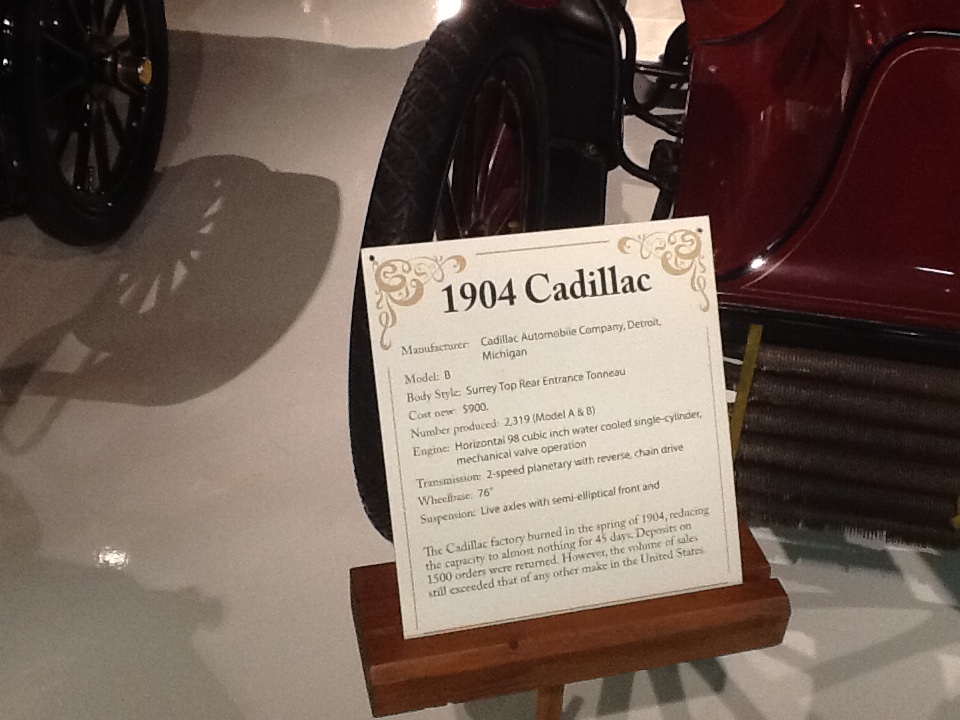 1904 Cadillac
Manufacturer: Cadillac Automobile Company, Detroit,
Michigan
Model: B
Body Style: Surrey Top Rear Entrance Tonneau
Cost new: $900.
Number produced: 2,319 (Model A & B)
Engine: Horizontal 98 cubic inch water cooled single-cylinder,
mechanical valve operation
Transmission: 2-speed planetary with reverse, chain drive
Wheelbase: 76"
Suspension: Live axles with semi-elliptical front and
The Cadillac factory burned in the spring of 1904, reducing
the capacity to almost nothing for 45 days. Deposits on
1500 orders were returned. However, the volume of sales
still exceeded that of any other make in the United States.